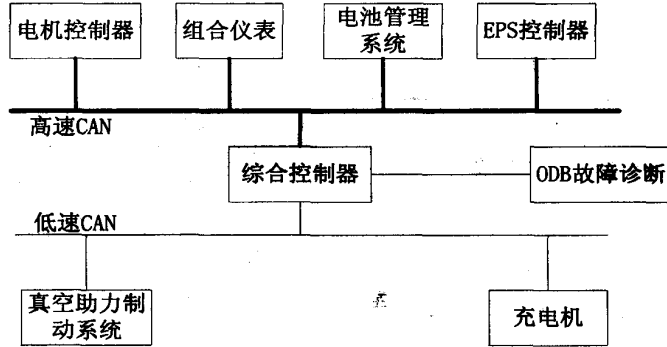 电机控制器
组合仪表
电池管理
系统
EPS控制器
高速CAN
综合控制器
ODB故障诊断
低速CAN
真空助力制
动系统
充电机